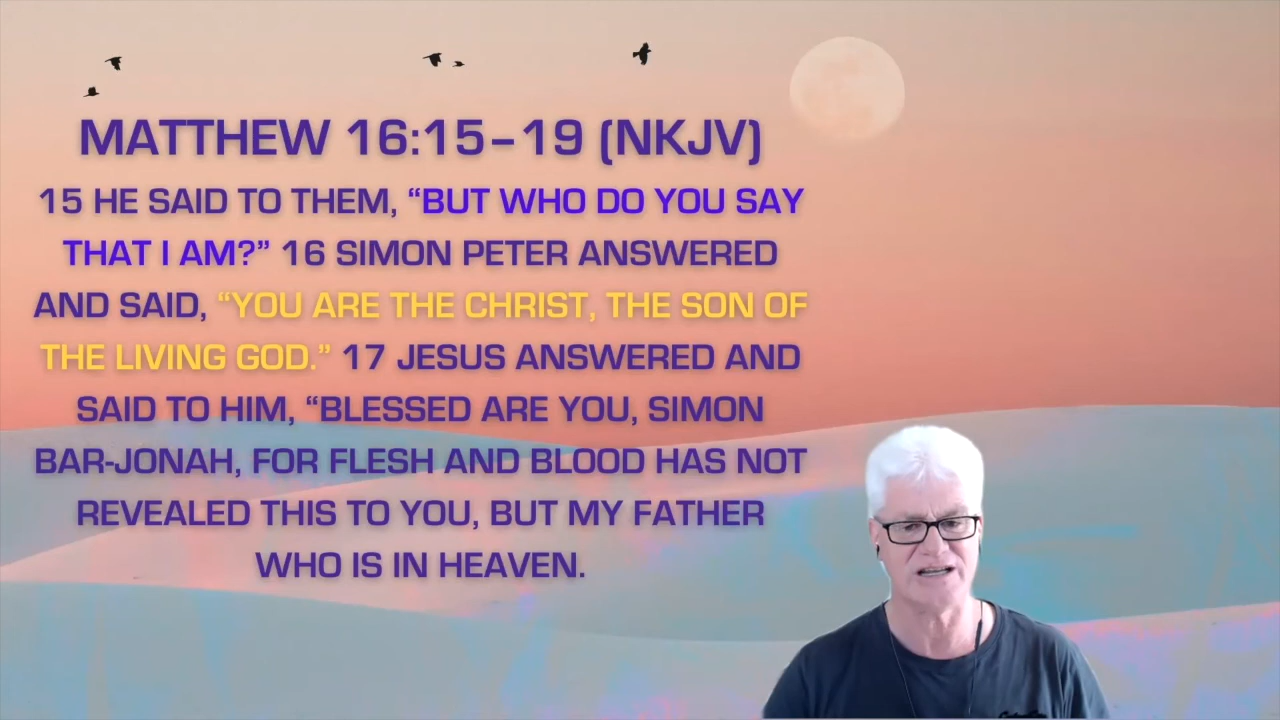 MATTHEW 16:15–19 (NKJV)
15 HE SAID TO THEM, “BUT WHO DO YOU SAY
THAT I AM?” 16 SIMON PETER ANSWERED
AND SAID, “YOU ARE THE CHRIST, THE SON OF
THE LIVING GOD.” 17 JESUS ANSWERED AND
SAID TO HIM, “BLESSED ARE YOU, SIMON
BAR-JONAH, FOR FLESH AND BLOOD HAS NOT
REVEALED THIS TO YOU, BUT MY FATHER
WHO IS IN HEAVEN.